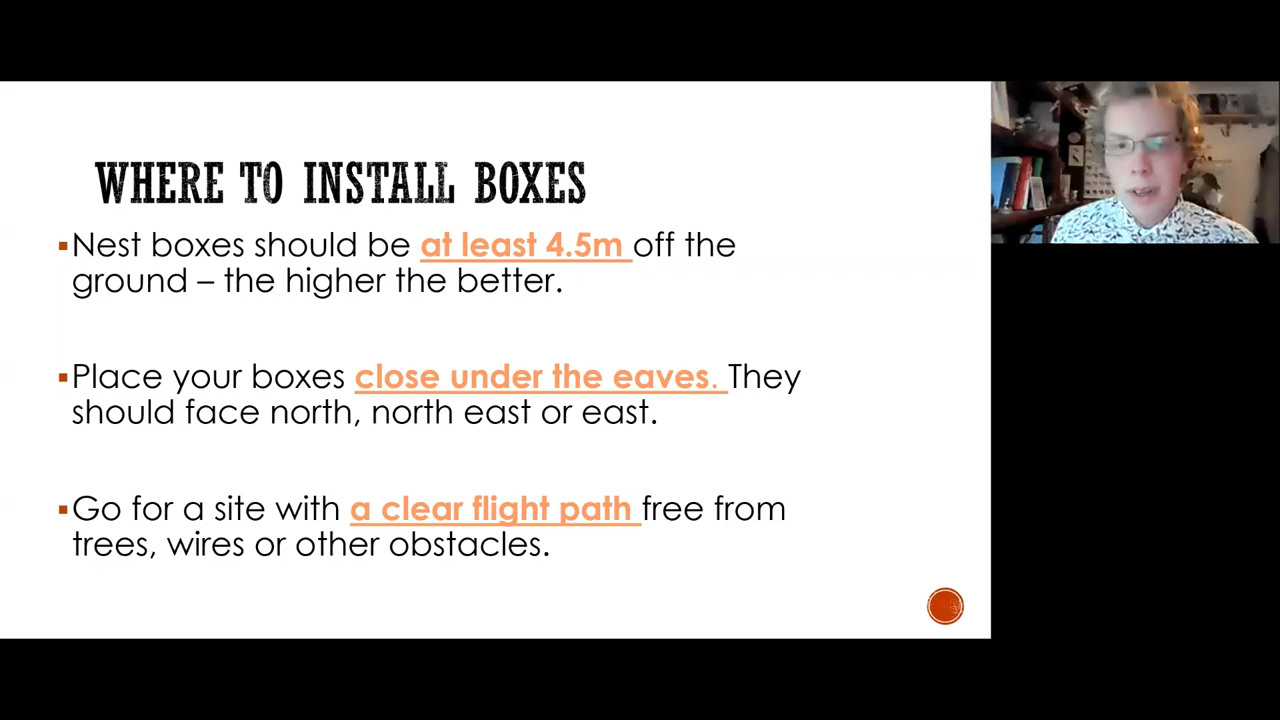 WHERE TO INSTALL BOXES
▪Nest boxes should be at least 4.5m off the
ground – the higher the better.
▪Place your boxes close under the eaves. They
should face north, north east or east.
▪Go for a site with a clear flight path free from
trees, wires or other obstacles.